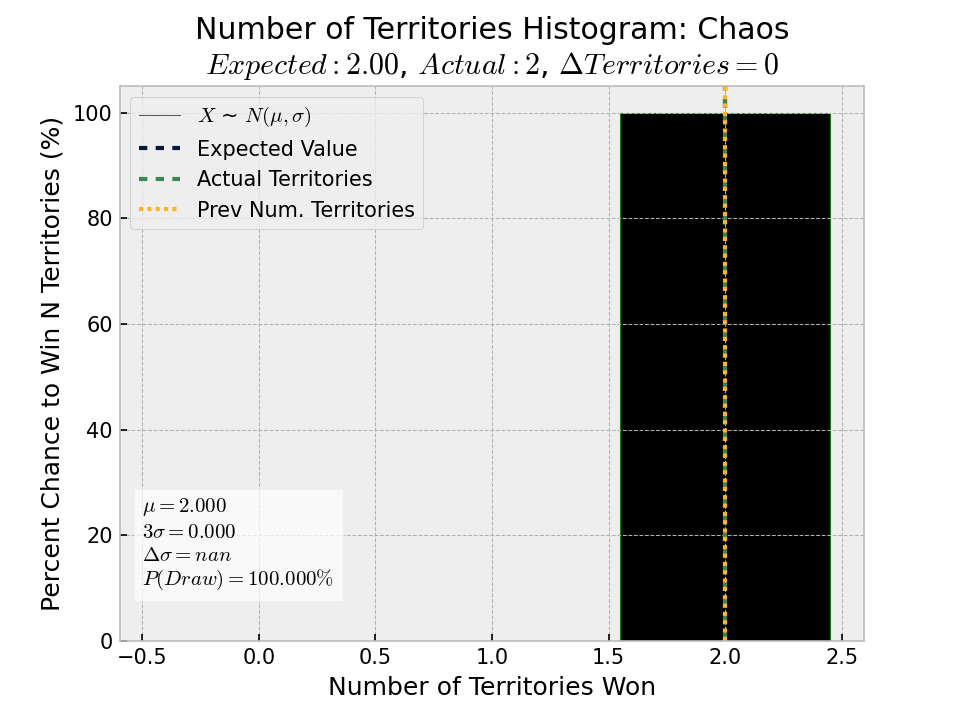 Number of Territories Histogram: Chaos
Expected : 2.00, Actual : 2, ΔTerritories = 0
X ~ N(μ, σ)
Expected Value
Actual Territories
Prev Num. Territories
Percent Chance to Win N Territories (%)
100
80
60
40
20
0
μ = 2.000
3σ = 0.000
Δσ = nan
P(Draw) = 100.000%
−0.5 0.0 0.5 1.0 1.5 2.0 2.5
Number of Territories Won